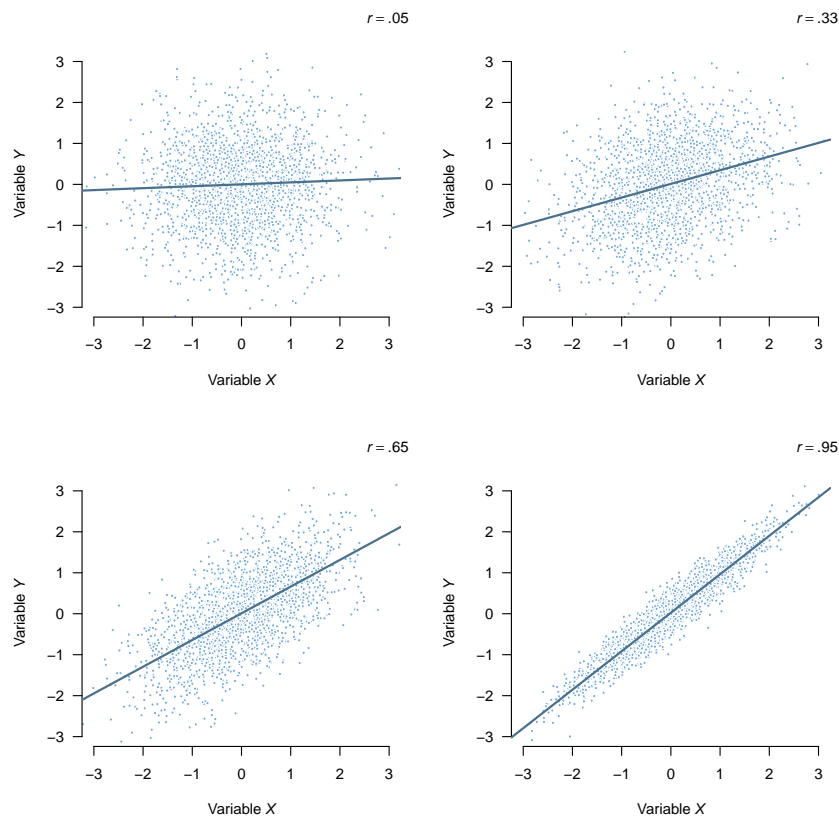 r = .05
3
2
1
0
−1
−2
−3
Variable Y
−3 −2 −1 0 1 2 3
Variable X
r = .33
3
2
1
0
−1
−2
−3
Variable Y
−3 −2 −1 0 1 2 3
Variable X
r = .65
3
2
1
0
−1
−2
−3
Variable Y
−3 −2 −1 0 1 2 3
Variable X
r = .95
3
2
1
0
−1
−2
−3
Variable Y
−3 −2 −1 0 1 2 3
Variable X